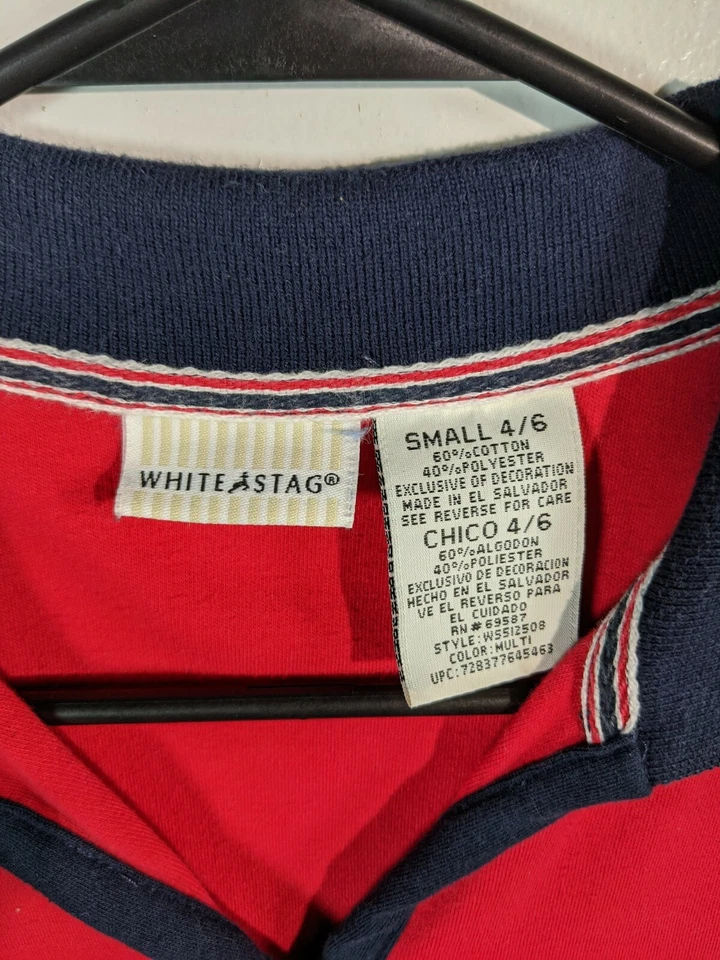 WHITE STAG®
SMALL 4/6
60%COTTON
40%POLYESTER
EXCLUSIVE OF DECORATION
MADE IN EL SALVADOR
SEE REVERSE FOR CARE
CHICO 4/6
60%ALGODON
40%POLIESTER
EXCLUSIVO DE DECORACION
HECHO EN EL SALVADOR
VE EL REVERSO PARA
EL CUIDADO
RN# 69587
STYLE:WS512508
COLOR:MULTI
UPC:728377645463